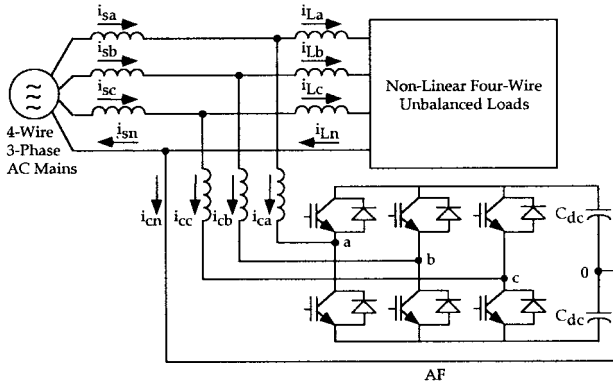 i_sa
i_La
i_sb
i_Lb
i_sc
i_Lc
i_sn
i_Ln
Non-Linear Four-Wire
Unbalanced Loads
4-Wire
3-Phase
AC Mains
i_cn
i_cc
i_cb
i_ca
a
b
c
C_dc
0
C_dc
AF